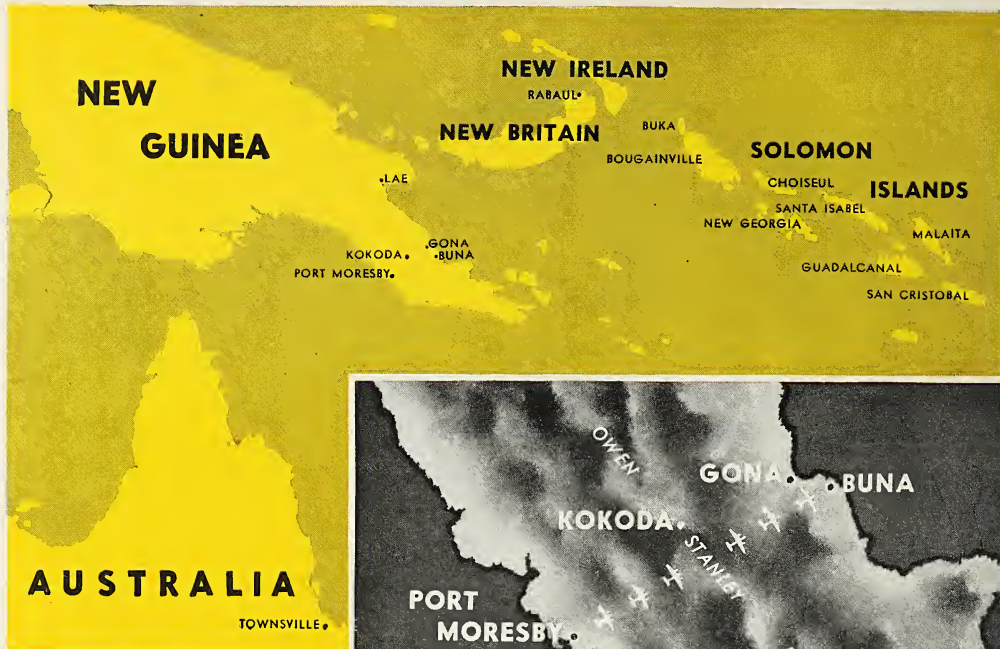 NEW IRELAND
RABAUL
NEW
GUINEA
NEW BRITAIN
BUKA
BOUGAINVILLE
SOLOMON
ISLANDS
CHOISEUL
SANTA ISABEL
NEW GEORGIA
MALAITA
GUADALCANAL
SAN CRISTOBAL
LAE
GONA
BUNA
KOKODA
PORT MORESBY
AUSTRALIA
TOWNSVILLE
OWEN
STANLEY
GONA
BUNA
KOKODA
PORT
MORESBY